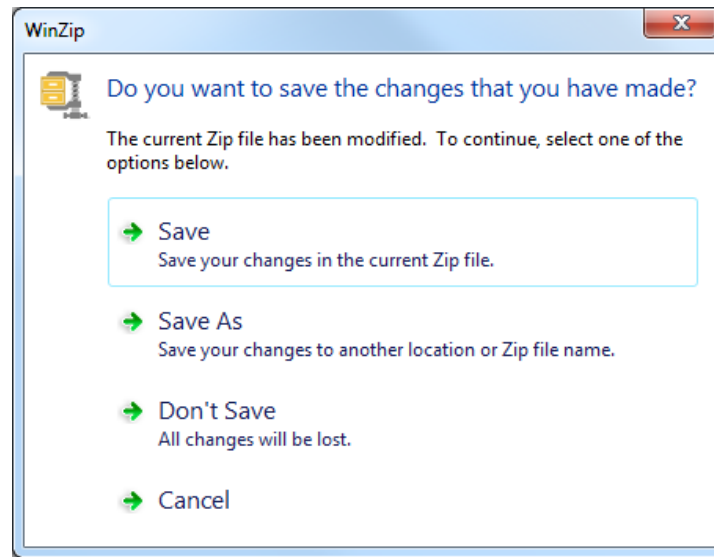 WinZip
Do you want to save the changes that you have made?
The current Zip file has been modified.  To continue, select one of the
options below.
Save
Save your changes in the current Zip file.
Save As
Save your changes to another location or Zip file name.
Don't Save
All changes will be lost.
Cancel